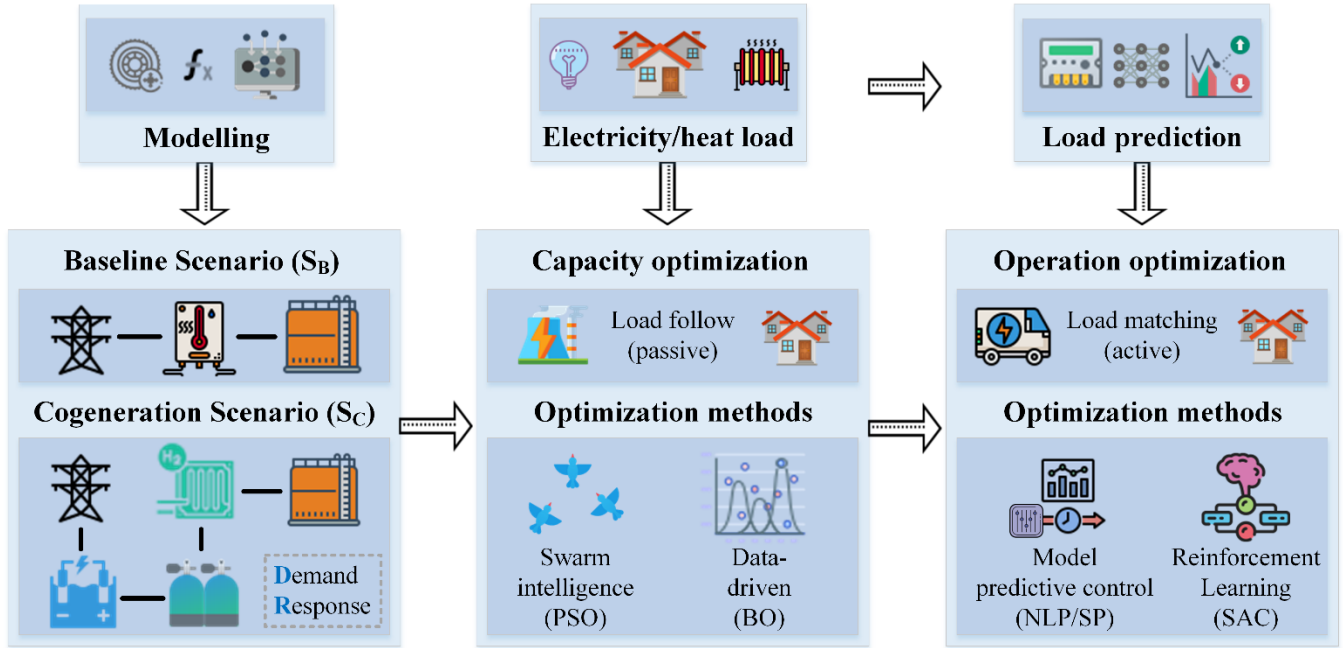 fx
Modelling
Electricity/heat load
Load prediction
Baseline Scenario (SB)
Cogeneration Scenario (SC)
H2
Demand
Response
Capacity optimization
Load follow
(passive)
Optimization methods
Swarm
intelligence
(PSO)
Data-
driven
(BO)
Operation optimization
Load matching
(active)
Optimization methods
Model
predictive control
(NLP/SP)
Reinforcement
Learning
(SAC)